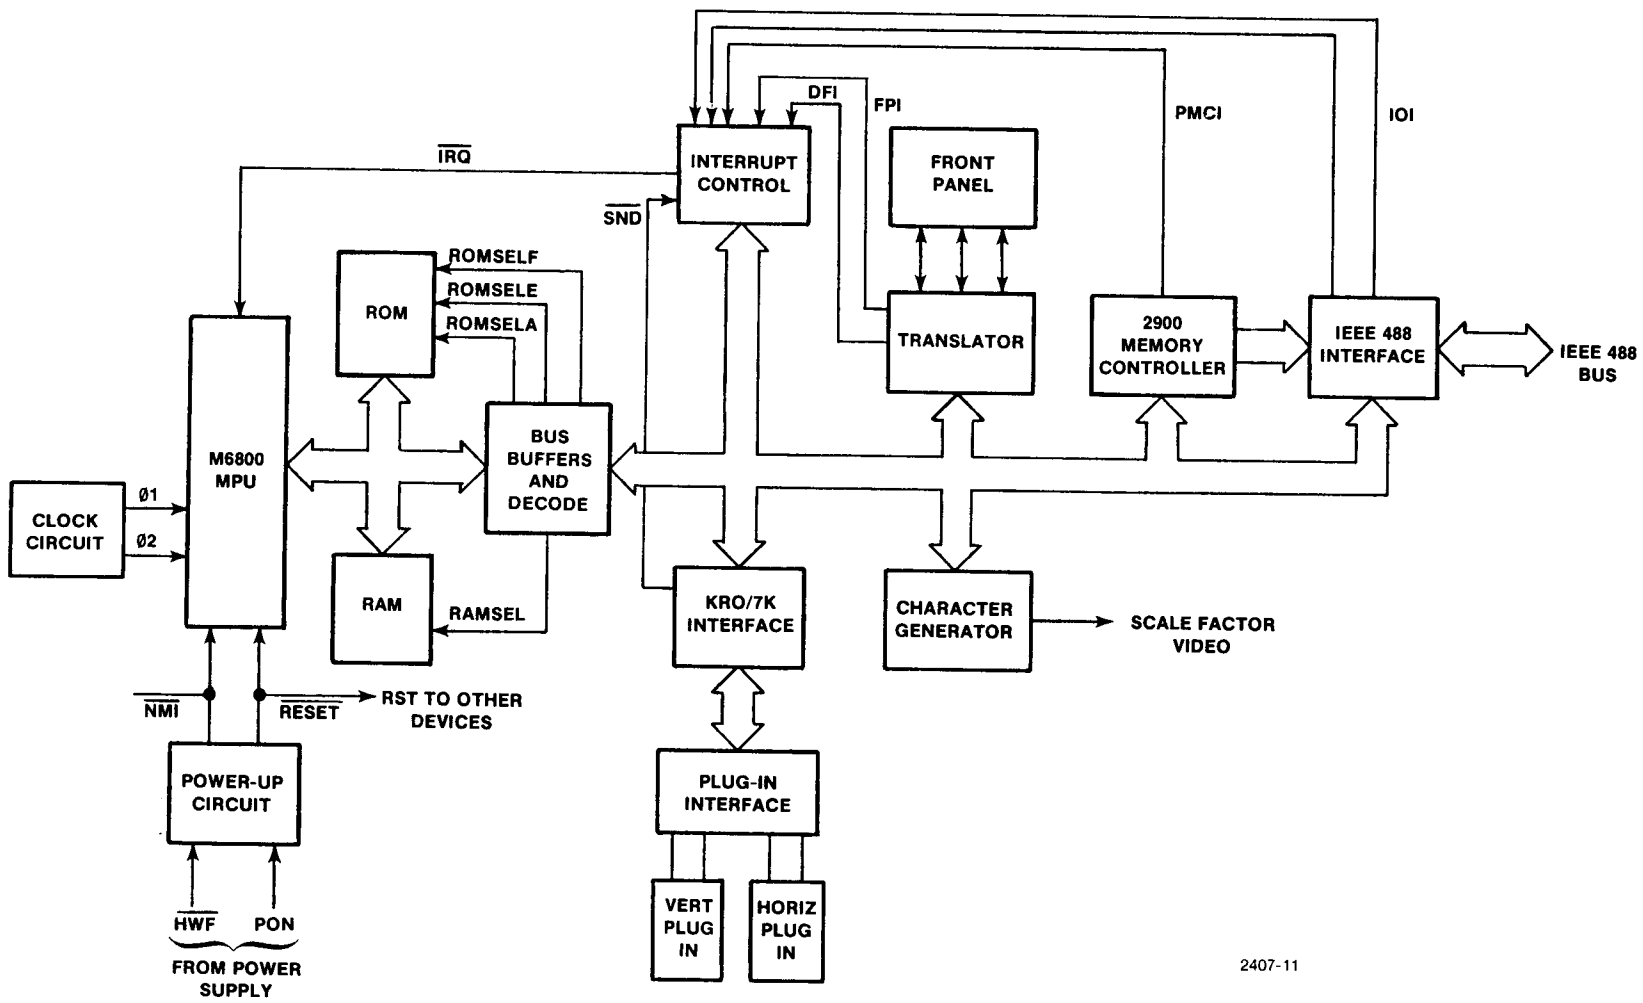 DFI
FPI
PMCI
IOI
IRQ
INTERRUPT
CONTROL
FRONT
PANEL
SND
ROMSELF
ROMSELE
ROMSELA
ROM
TRANSLATOR
2900
MEMORY
CONTROLLER
IEEE 488
INTERFACE
IEEE 488
BUS
M6800
MPU
BUS
BUFFERS
AND
DECODE
CLOCK
CIRCUIT
Ø1
Ø2
RAM
RAMSEL
KRO/7K
INTERFACE
CHARACTER
GENERATOR
SCALE FACTOR
VIDEO
NMI
RESET
RST TO OTHER
DEVICES
POWER-UP
CIRCUIT
PLUG-IN
INTERFACE
HWF
PON
FROM POWER
SUPPLY
VERT
PLUG
IN
HORIZ
PLUG
IN
2407-11